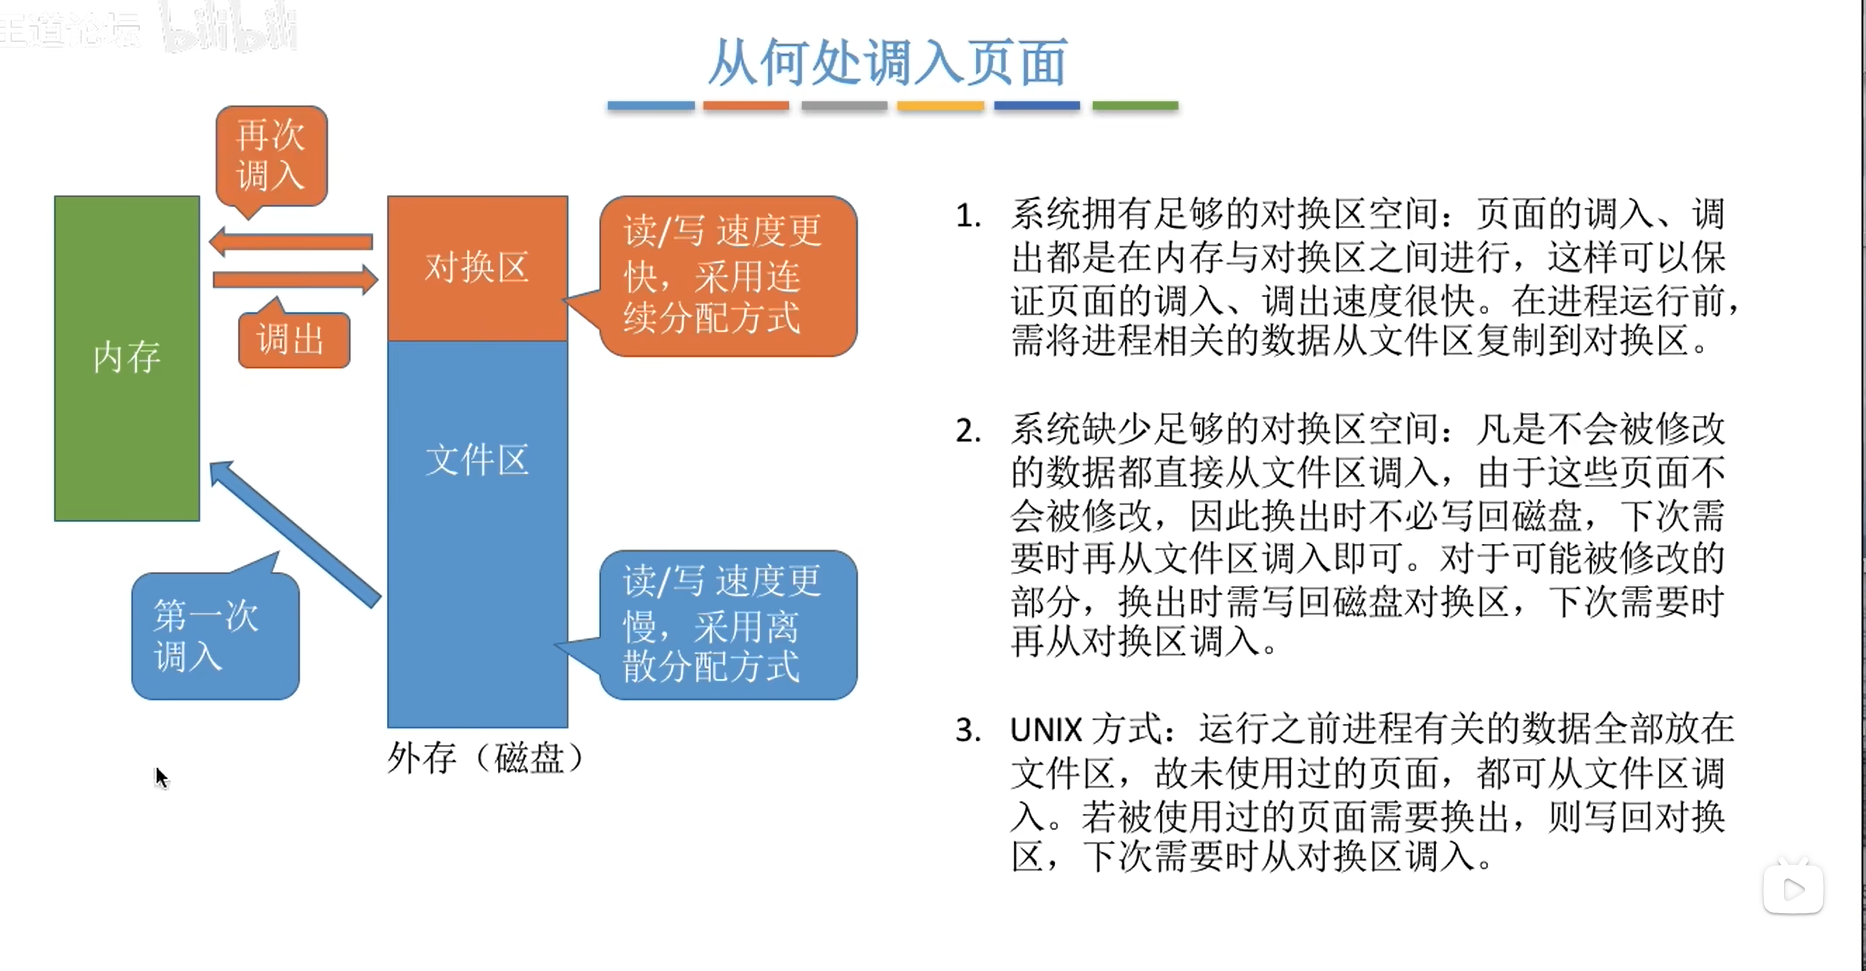 王道论坛 bilibili
从何处调入页面
再次
调入
调出
内存
对换区
文件区
读/写 速度更
快，采用连
续分配方式
第一次
调入
读/写 速度更
慢，采用离
散分配方式
外存（磁盘）
1. 系统拥有足够的对换区空间：页面的调入、调
出都是在内存与对换区之间进行，这样可以保
证页面的调入、调出速度很快。在进程运行前，
需将进程相关的数据从文件区复制到对换区。
2. 系统缺少足够的对换区空间：凡是不会被修改
的数据都直接从文件区调入，由于这些页面不
会被修改，因此换出时不必写回磁盘，下次需
要时再从文件区调入即可。对于可能被修改的
部分，换出时需写回磁盘对换区，下次需要时
再从对换区调入。
3. UNIX 方式：运行之前进程有关的数据全部放在
文件区，故未使用过的页面，都可从文件区调
入。若被使用过的页面需要换出，则写回对换
区，下次需要时从对换区调入。